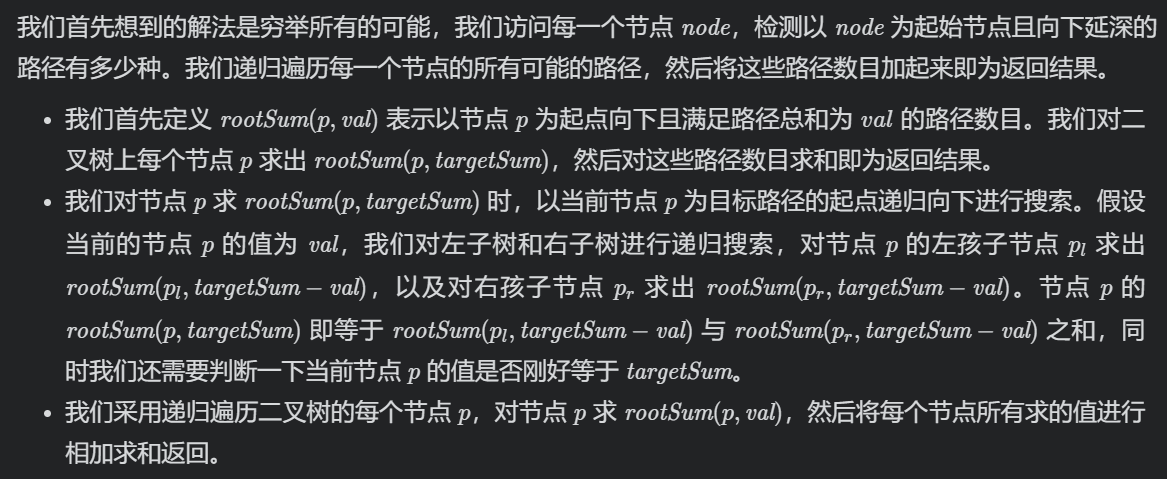 我们首先想到的解法是穷举所有的可能，我们访问每一个节点 node，检测以 node 为起始节点且向下延深的
路径有多少种。我们递归遍历每一个节点的所有可能的路径，然后将这些路径数目加起来即为返回结果。
• 我们首先定义 rootSum(p, val) 表示以节点 p 为起点向下且满足路径总和为 val 的路径数目。我们对二
叉树上每个节点 p 求出 rootSum(p, targetSum)，然后对这些路径数目求和即为返回结果。
• 我们对节点 p 求 rootSum(p, targetSum) 时，以当前节点 p 为目标路径的起点递归向下进行搜索。假设
当前的节点 p 的值为 val，我们对左子树和右子树进行递归搜索，对节点 p 的左孩子节点 pₗ 求出
rootSum(pₗ, targetSum − val)，以及对右孩子节点 pᵣ 求出 rootSum(pᵣ, targetSum − val)。节点 p 的
rootSum(p, targetSum) 即等于 rootSum(pₗ, targetSum − val) 与 rootSum(pᵣ, targetSum − val) 之和，同
时我们还需要判断一下当前节点 p 的值是否刚好等于 targetSum。
• 我们采用递归遍历二叉树的每个节点 p，对节点 p 求 rootSum(p, val)，然后将每个节点所有求的值进行
相加求和返回。